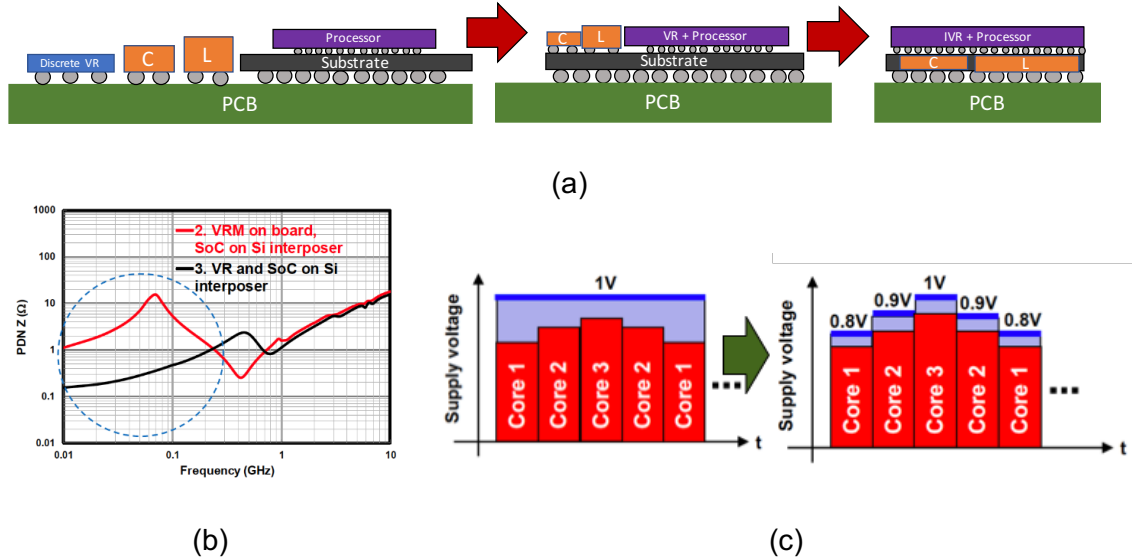 Discrete VR
C
L
Processor
Substrate
PCB
C
L
VR + Processor
Substrate
PCB
IVR + Processor
C
L
PCB
(a)
PDN Z (Ω)
1000
100
10
1
0.1
0.01
0.01
0.1
1
10
Frequency (GHz)
2. VRM on board,
SoC on Si interposer
3. VR and SoC on Si
interposer
(b)
Supply voltage
1V
Core 1
Core 2
Core 3
Core 2
Core 1
t
Supply voltage
0.8V
0.9V
1V
0.9V
0.8V
Core 1
Core 2
Core 3
Core 2
Core 1
t
(c)